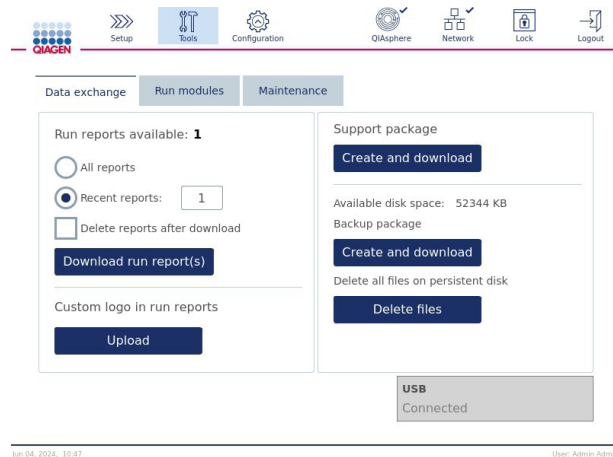 QIAGEN
Setup
Tools
Configuration
QIAsphere
Network
Lock
Logout
Data exchange
Run modules
Maintenance
Run reports available: 1
All reports
Recent reports: 1
Delete reports after download
Download run report(s)
Custom logo in run reports
Upload
Support package
Create and download
Available disk space: 52344 KB
Backup package
Create and download
Delete all files on persistent disk
Delete files
USB
Connected
Jun 04, 2024, 10:47
User: Admin Adm